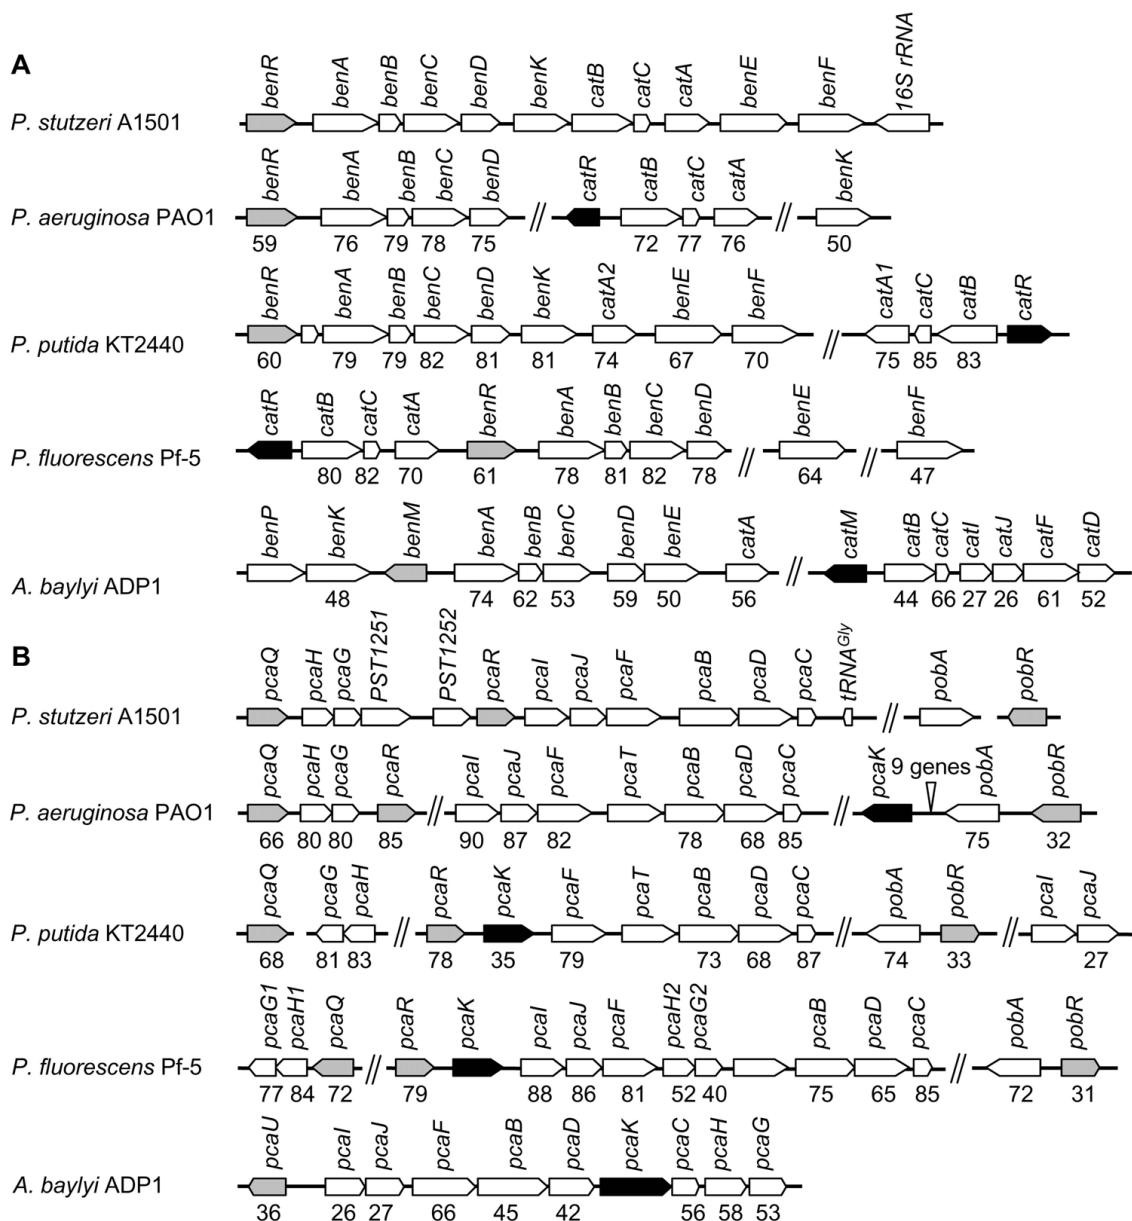 A
benR benA benB benC benD benK catB catC catA benE benF 16S rRNA
P. stutzeri A1501
benR benA benB benC benD catR catB catC catA benK
P. aeruginosa PAO1
59 76 79 78 75 72 77 76 50
benR benA benB benC benD benK catA2 benE benF catA1 catC catB catR
P. putida KT2440
60 79 79 82 81 81 74 67 70 75 85 83
catR catB catC catA benR benA benB benC benD benE benF
P. fluorescens Pf-5
80 82 70 61 78 81 82 78 64 47
benP benK benM benA benB benC benD benE catA catM catB catC catI catJ catF catD
A. baylyi ADP1
48 74 62 53 59 50 56 44 66 27 26 61 52
B
pcaQ pcaH pcaG PST1251 PST1252 pcaR pcaI pcaJ pcaF pcaB pcaD pcaC tRNAGly pobA pobR
P. stutzeri A1501
pcaQ pcaH pcaG pcaR pcaI pcaJ pcaF pcaT pcaB pcaD pcaC pcaK 9 genes pobA pobR
P. aeruginosa PAO1
66 80 80 85 90 87 82 78 68 85 75 32
pcaQ pcaG pcaH pcaR pcaK pcaF pcaT pcaB pcaD pcaC pobA pobR pcaI pcaJ
P. putida KT2440
68 81 83 78 35 79 73 68 87 74 33 27
pcaG1 pcaH1 pcaQ pcaR pcaK pcaI pcaJ pcaF pcaH2 pcaG2 pcaB pcaD pcaC pobA pobR
P. fluorescens Pf-5
77 84 72 79 88 86 81 52 40 75 65 85 72 31
pcaU pcaI pcaJ pcaF pcaB pcaD pcaK pcaC pcaH pcaG
A. baylyi ADP1
36 26 27 66 45 42 56 58 53